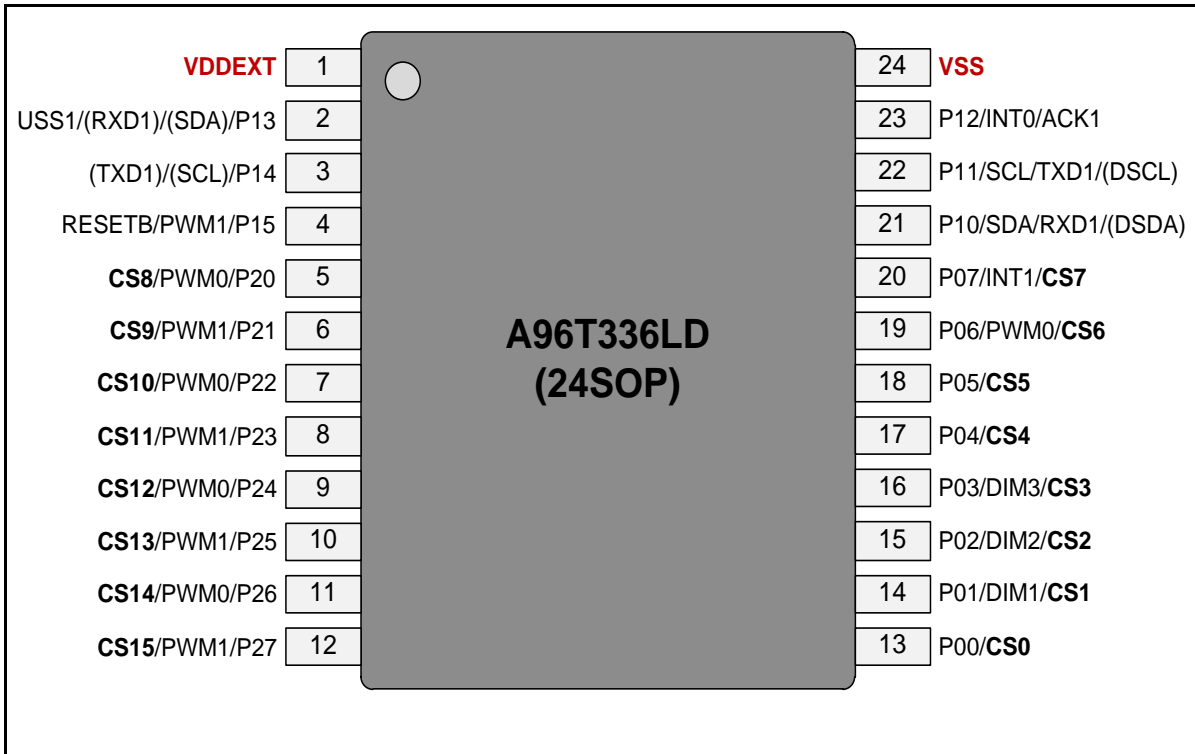 VDDEXT 1
USS1/(RXD1)/(SDA)/P13 2
(TXD1)/(SCL)/P14 3
RESETB/PWM1/P15 4
CS8/PWM0/P20 5
CS9/PWM1/P21 6
CS10/PWM0/P22 7
CS11/PWM1/P23 8
CS12/PWM0/P24 9
CS13/PWM1/P25 10
CS14/PWM0/P26 11
CS15/PWM1/P27 12
A96T336LD
(24SOP)
24 VSS
23 P12/INT0/ACK1
22 P11/SCL/TXD1/(DSCL)
21 P10/SDA/RXD1/(DSDA)
20 P07/INT1/CS7
19 P06/PWM0/CS6
18 P05/CS5
17 P04/CS4
16 P03/DIM3/CS3
15 P02/DIM2/CS2
14 P01/DIM1/CS1
13 P00/CS0